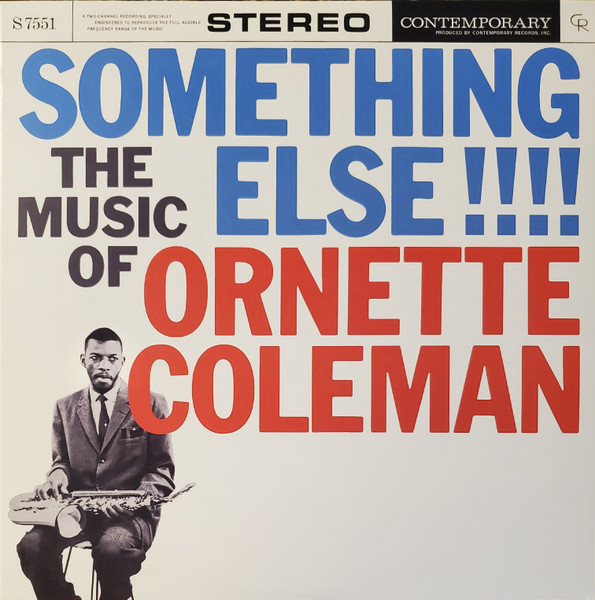 S 7551
A TWO-CHANNEL RECORDING, SPECIALLY
ENGINEERED TO REPRODUCE THE FULL AUDIBLE
FREQUENCY RANGE OF THE MUSIC
STEREO
CONTEMPORARY
PRODUCED BY CONTEMPORARY RECORDS, INC.
CR
SOMETHING
ELSE!!!!
THE
MUSIC
OF
ORNETTE
COLEMAN